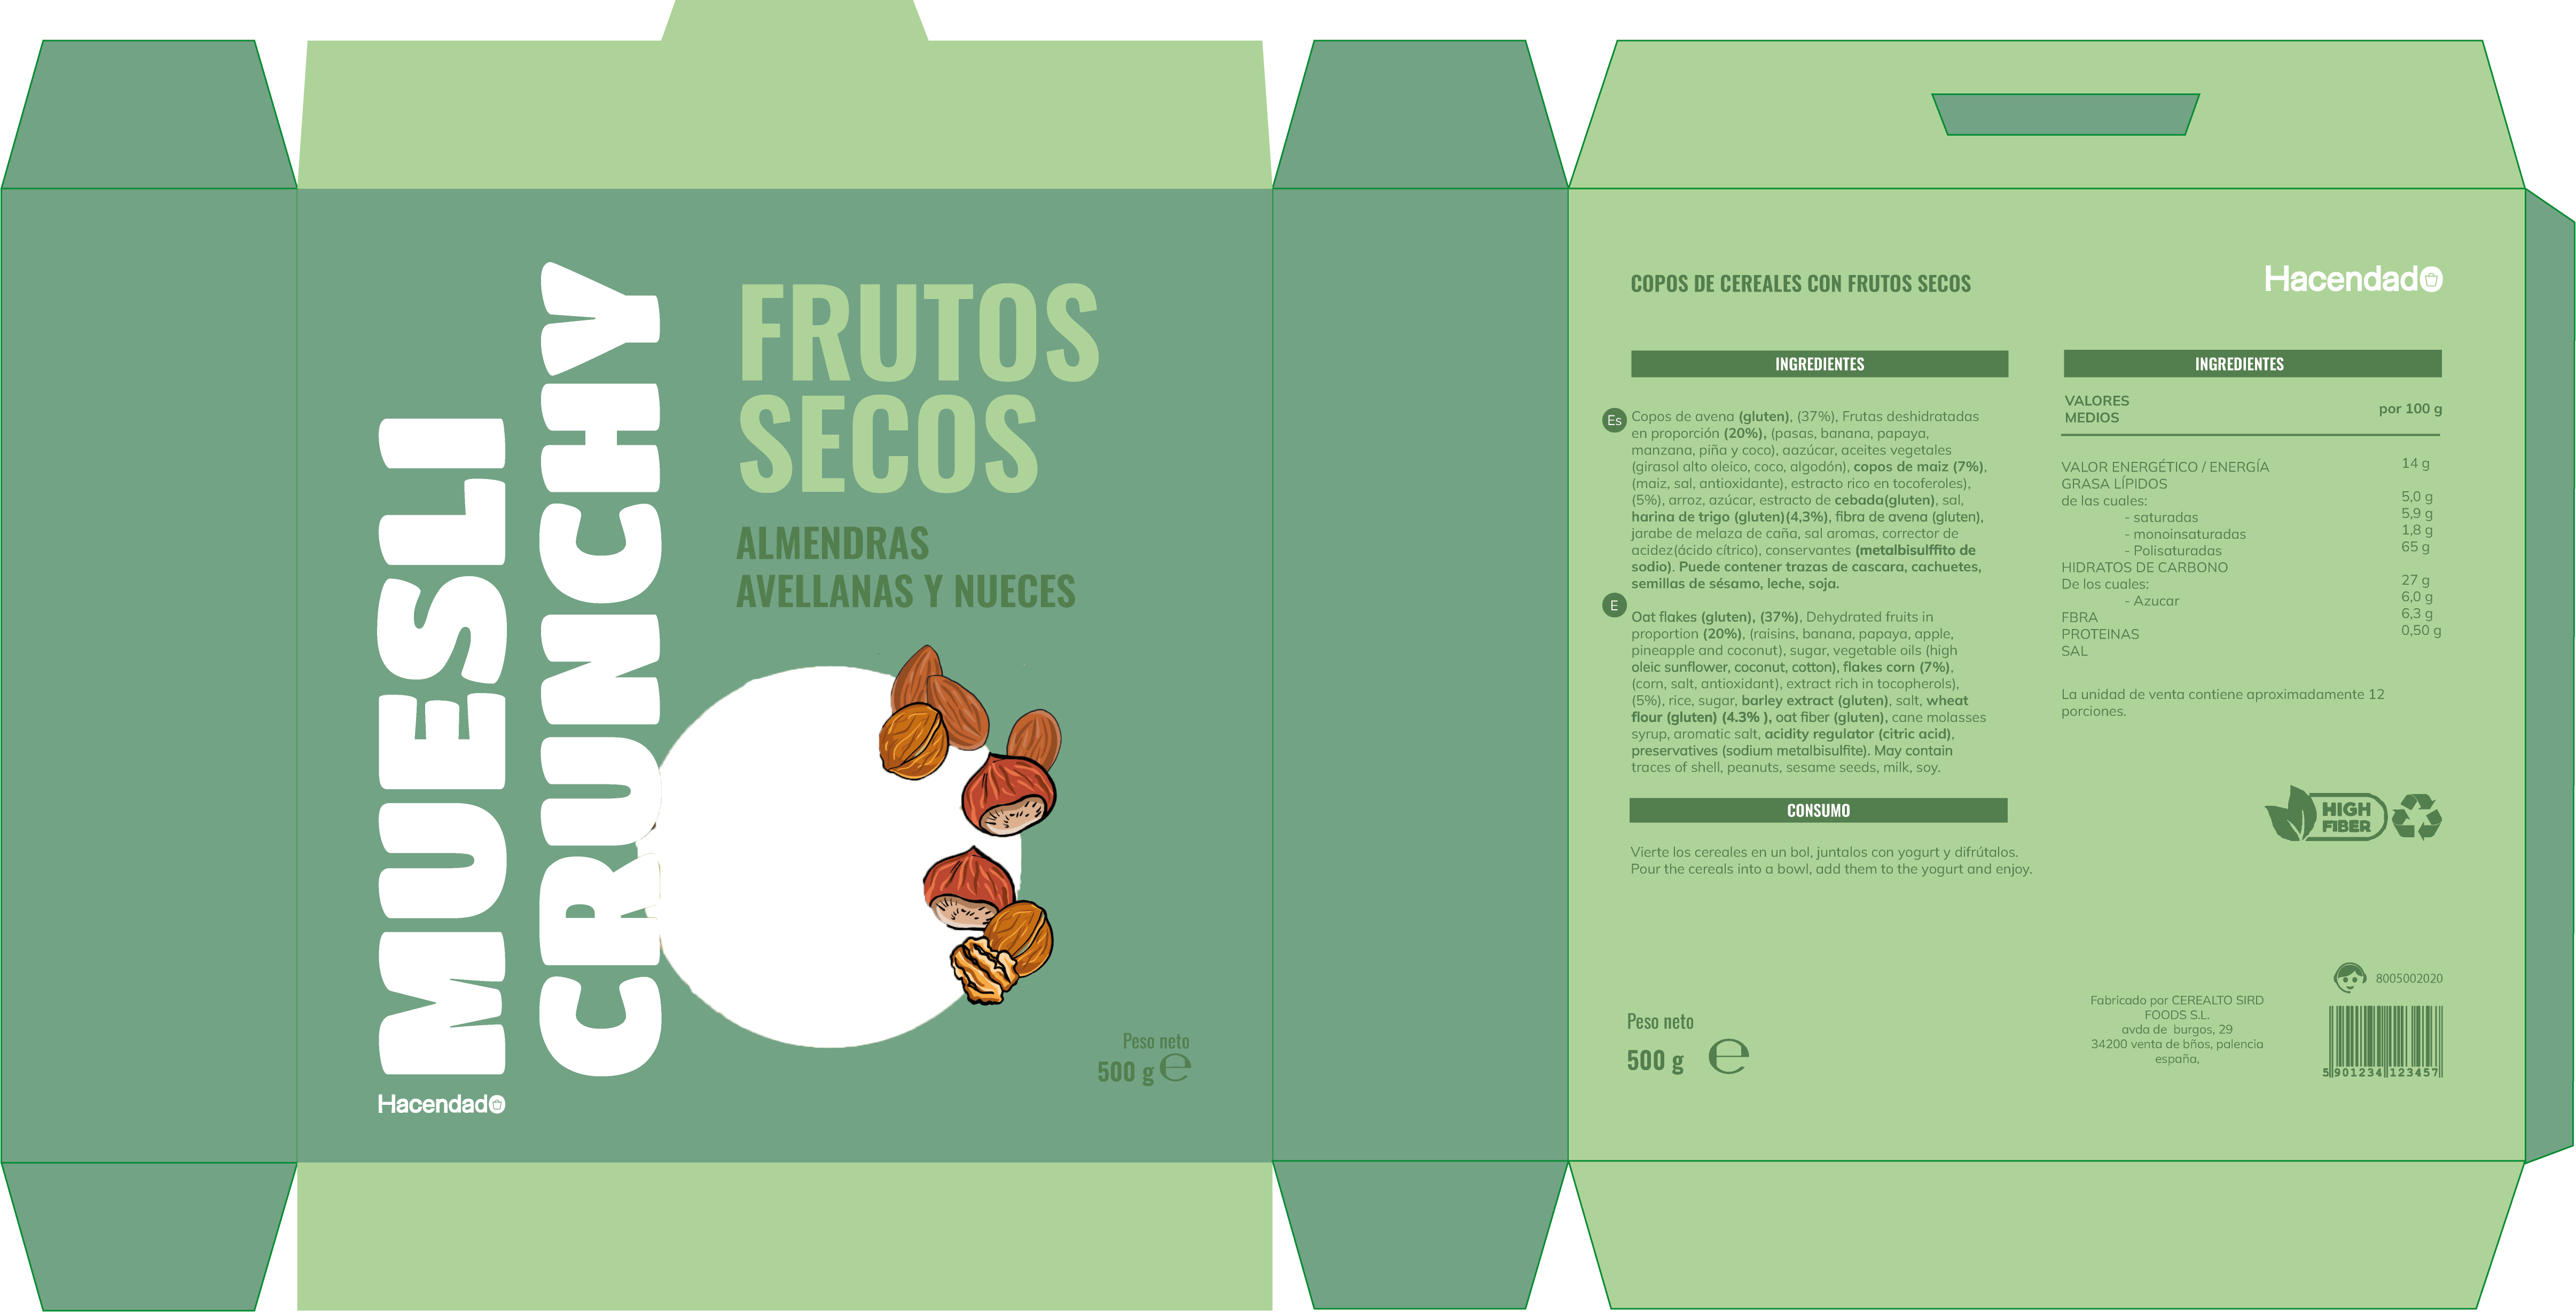 MUESLI
CRUNCHY
Hacendado
FRUTOS
SECOS
ALMENDRAS
AVELLANAS Y NUECES
Peso neto
500 g ℮
COPOS DE CEREALES CON FRUTOS SECOS
Hacendado
INGREDIENTES
Es
Copos de avena (gluten), (37%), Frutas deshidratadas
en proporción (20%), (pasas, banana, papaya,
manzana, piña y coco), aazúcar, aceites vegetales
(girasol alto oleico, coco, algodón), copos de maiz (7%),
(maiz, sal, antioxidante), estracto rico en tocoferoles),
(5%), arroz, azúcar, estracto de cebada(gluten), sal,
harina de trigo (gluten)(4,3%), fibra de avena (gluten),
jarabe de melaza de caña, sal aromas, corrector de
acidez(ácido cítrico), conservantes (metalbisulffito de
sodio). Puede contener trazas de cascara, cachuetes,
semillas de sésamo, leche, soja.
E
Oat flakes (gluten), (37%), Dehydrated fruits in
proportion (20%), (raisins, banana, papaya, apple,
pineapple and coconut), sugar, vegetable oils (high
oleic sunflower, coconut, cotton), flakes corn (7%),
(corn, salt, antioxidant), extract rich in tocopherols),
(5%), rice, sugar, barley extract (gluten), salt, wheat
flour (gluten) (4.3% ), oat fiber (gluten), cane molasses
syrup, aromatic salt, acidity regulator (citric acid),
preservatives (sodium metalbisulfite). May contain
traces of shell, peanuts, sesame seeds, milk, soy.
CONSUMO
Vierte los cereales en un bol, juntalos con yogurt y difrútalos.
Pour the cereals into a bowl, add them to the yogurt and enjoy.
Peso neto
500 g ℮
INGREDIENTES
VALORES
MEDIOS
por 100 g
VALOR ENERGÉTICO / ENERGÍA 14 g
GRASA LÍPIDOS
de las cuales: 5,0 g
- saturadas 5,9 g
- monoinsaturadas 1,8 g
- Polisaturadas 65 g
HIDRATOS DE CARBONO
De los cuales: 27 g
- Azucar 6,0 g
FBRA 6,3 g
PROTEINAS 0,50 g
SAL
La unidad de venta contiene aproximadamente 12
porciones.
HIGH
FIBER
8005002020
Fabricado por CEREALTO SIRD
FOODS S.L.
avda de burgos, 29
34200 venta de bños, palencia
españa,
5 901234 123457